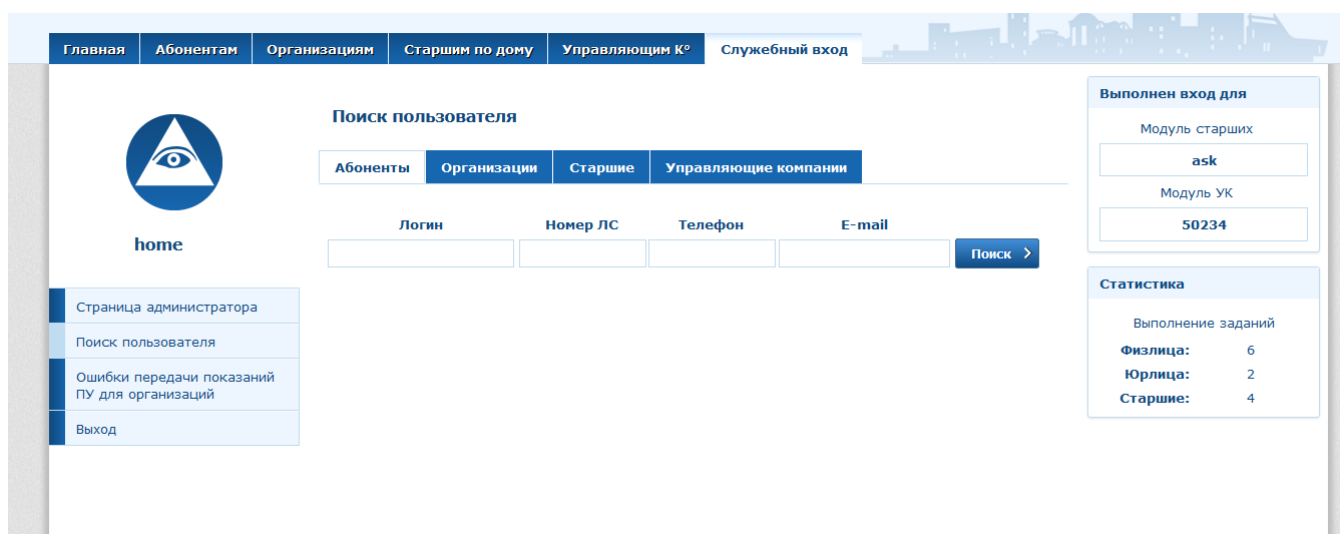 Главная Абонентам Организациям Старшим по дому Управляющим К° Служебный вход
home
Страница администратора
Поиск пользователя
Ошибки передачи показаний
ПУ для организаций
Выход
Поиск пользователя
Абоненты Организации Старшие Управляющие компании
Логин Номер ЛС Телефон E-mail
Поиск
Выполнен вход для
Модуль старших
ask
Модуль УК
50234
Статистика
Выполнение заданий
Физлица: 6
Юрлица: 2
Старшие: 4